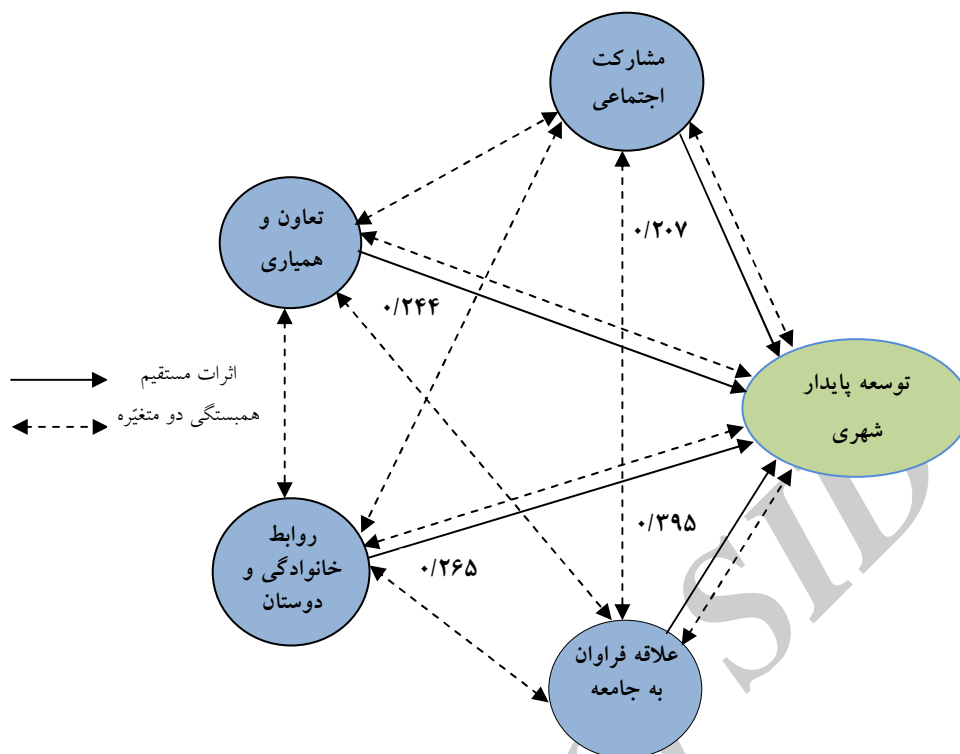 مشارکت
اجتماعی
تعاون و
همیاری
۰/۲۰۷
۰/۲۴۴
اثرات مستقیم
همبستگی دو متغیّره
توسعه پایدار
شهری
روابط
خانوادگی و
دوستان
۰/۳۹۵
۰/۲۶۵
علاقه فراوان
به جامعه
SID